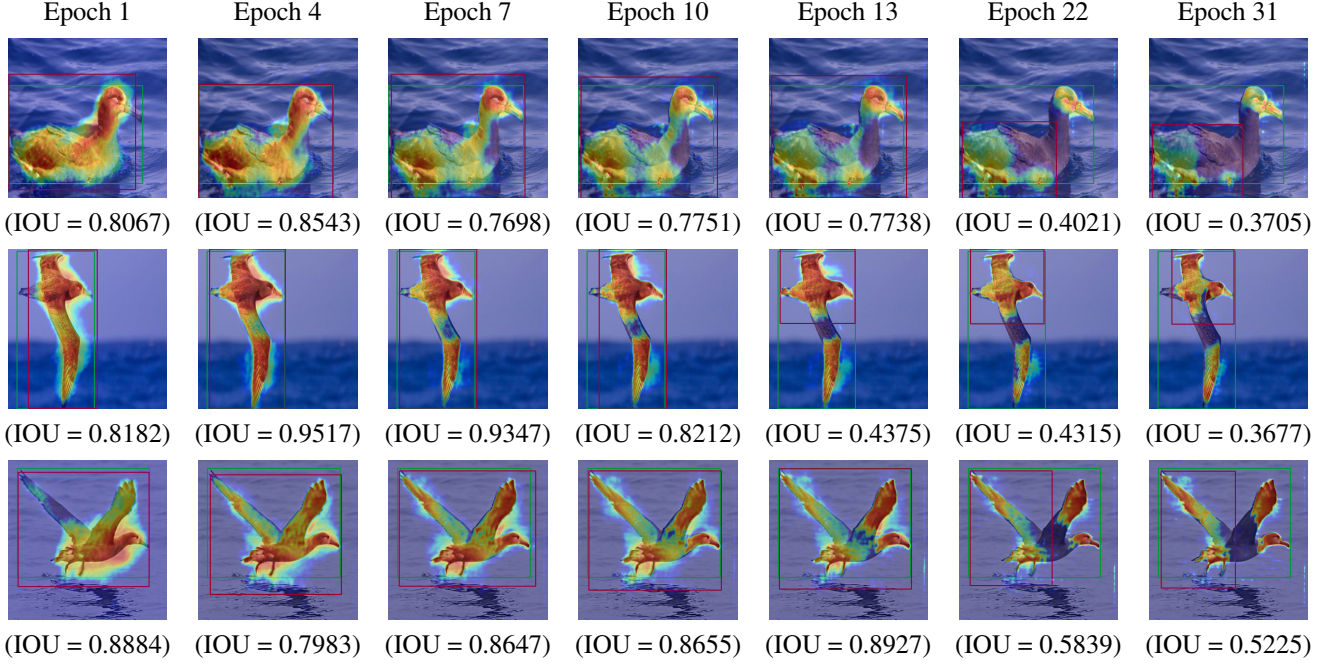 Epoch 1 Epoch 4 Epoch 7 Epoch 10 Epoch 13 Epoch 22 Epoch 31
(IOU = 0.8067) (IOU = 0.8543) (IOU = 0.7698) (IOU = 0.7751) (IOU = 0.7738) (IOU = 0.4021) (IOU = 0.3705)
(IOU = 0.8182) (IOU = 0.9517) (IOU = 0.9347) (IOU = 0.8212) (IOU = 0.4375) (IOU = 0.4315) (IOU = 0.3677)
(IOU = 0.8884) (IOU = 0.7983) (IOU = 0.8647) (IOU = 0.8655) (IOU = 0.8927) (IOU = 0.5839) (IOU = 0.5225)